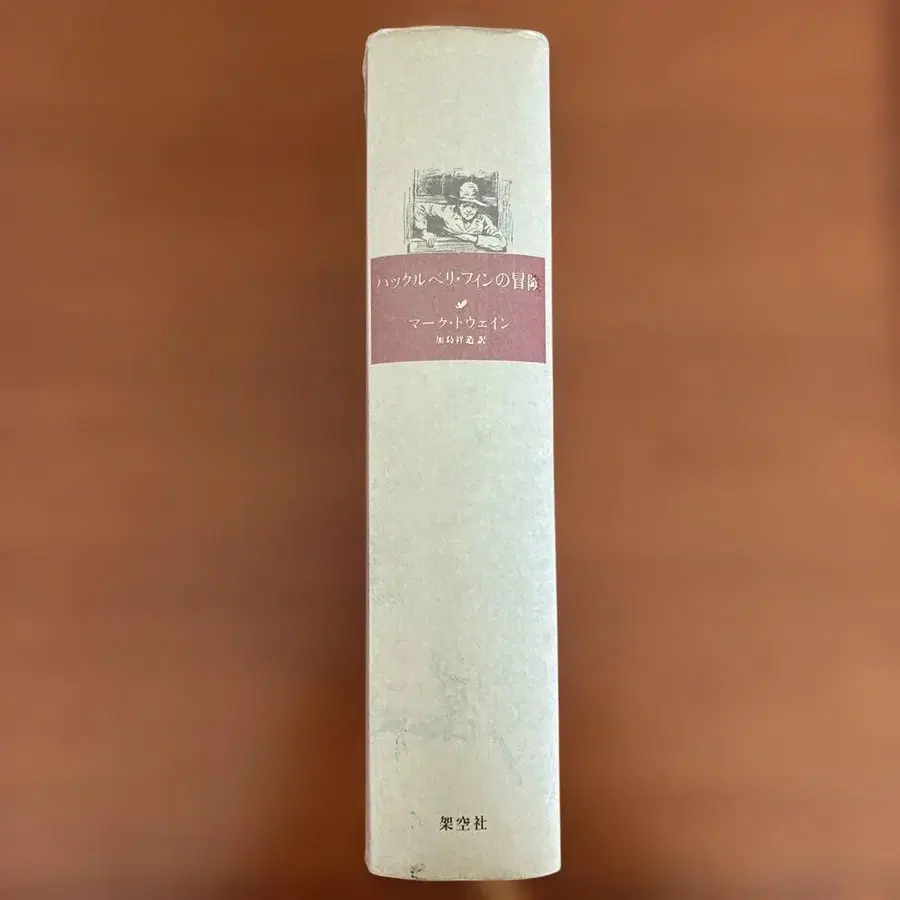 ハックルベリ・フィンの冒険
マーク・トウェイン
加島祥造 訳
架空社